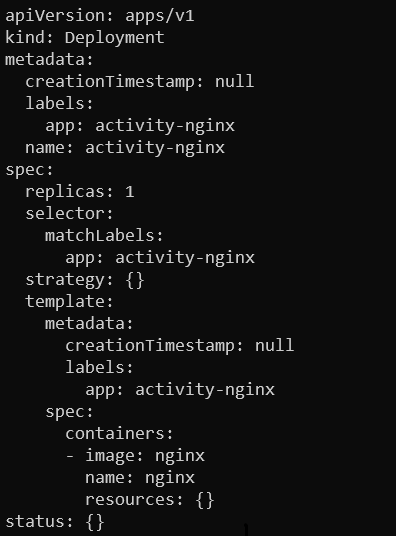 apiVersion: apps/v1
kind: Deployment
metadata:
  creationTimestamp: null
  labels:
    app: activity-nginx
  name: activity-nginx
spec:
  replicas: 1
  selector:
    matchLabels:
      app: activity-nginx
  strategy: {}
  template:
    metadata:
      creationTimestamp: null
      labels:
        app: activity-nginx
    spec:
      containers:
      - image: nginx
        name: nginx
        resources: {}
status: {}